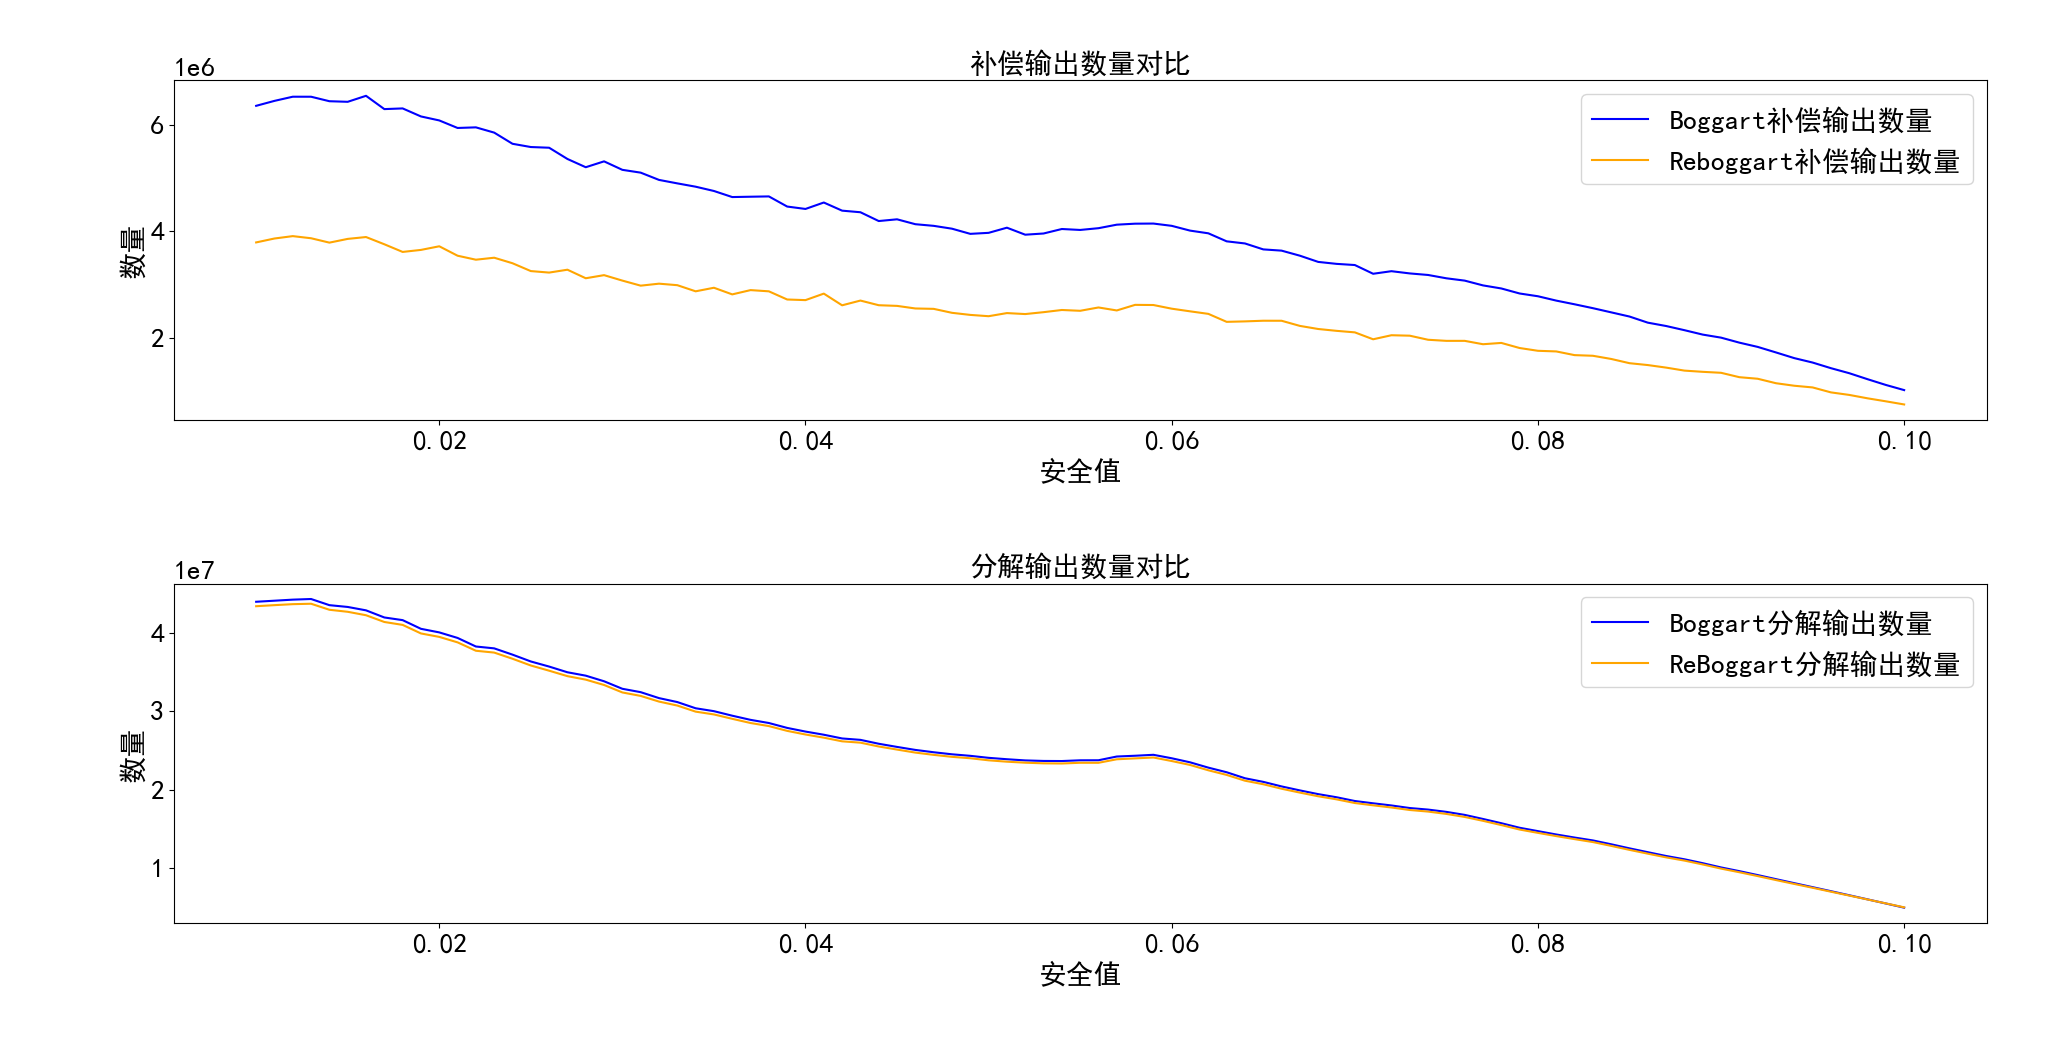 补偿输出数量对比
1e6
Boggart补偿输出数量
Reboggart补偿输出数量
6
4
2
数量
0.02 0.04 0.06 0.08 0.10
安全值
分解输出数量对比
1e7
Boggart分解输出数量
ReBoggart分解输出数量
4
3
2
1
数量
0.02 0.04 0.06 0.08 0.10
安全值